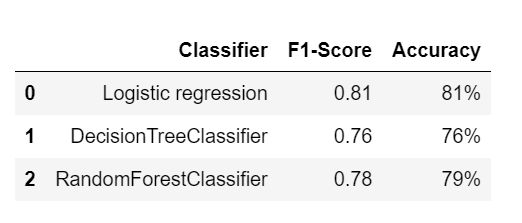 Classifier F1-Score Accuracy
0 Logistic regression 0.81 81%
1 DecisionTreeClassifier 0.76 76%
2 RandomForestClassifier 0.78 79%